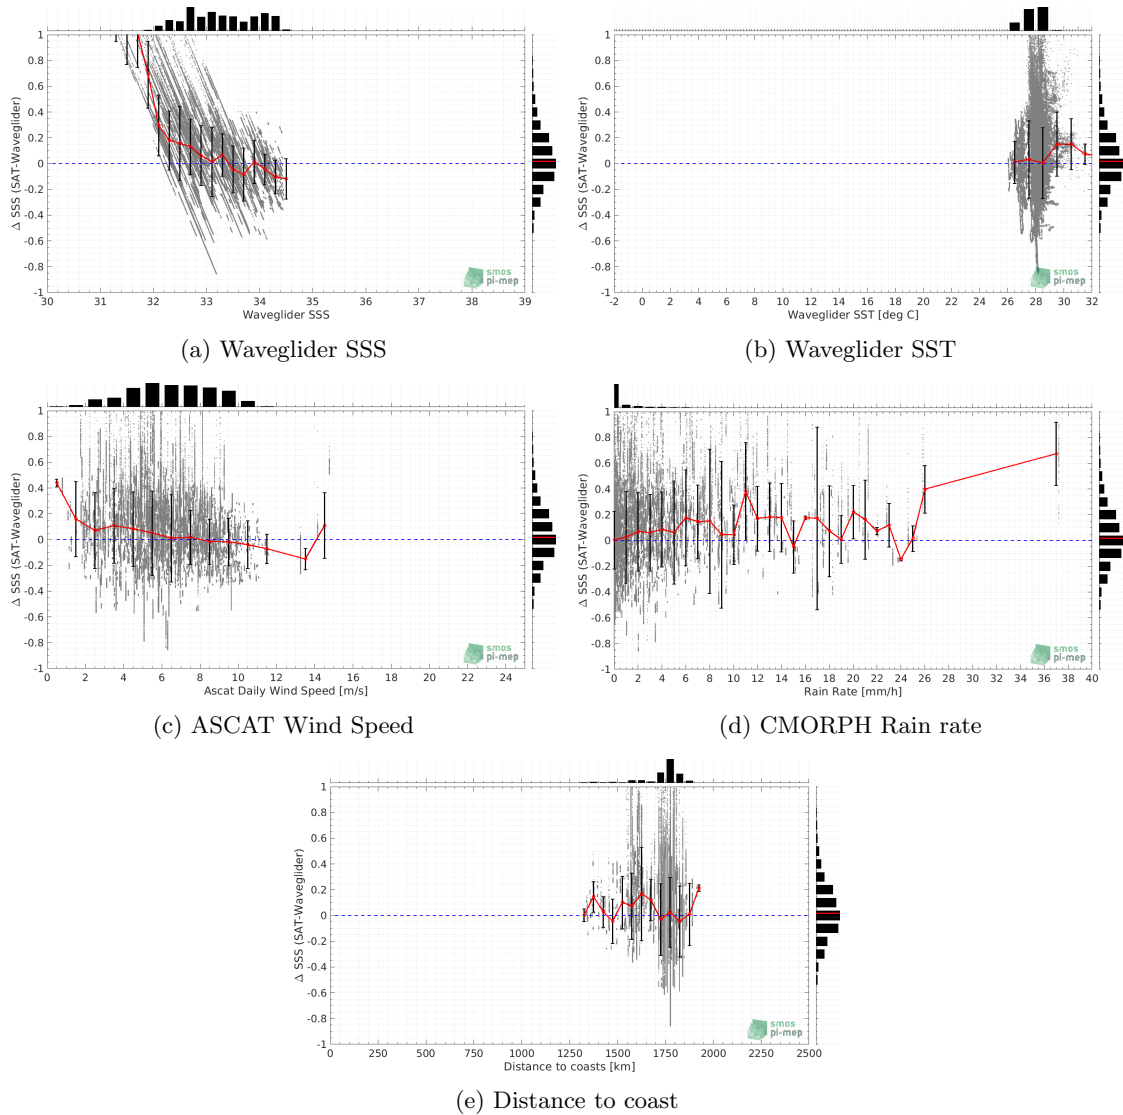 1
0.8
0.6
0.4
0.2
0
-0.2
-0.4
-0.6
-0.8
-1
Δ SSS (SAT-Waveglider)
30 31 32 33 34 35 36 37 38 39
Waveglider SSS
smos
pi-mep
(a) Waveglider SSS
1
0.8
0.6
0.4
0.2
0
-0.2
-0.4
-0.6
-0.8
-1
Δ SSS (SAT-Waveglider)
-2 0 2 4 6 8 10 12 14 16 18 20 22 24 26 28 30 32
Waveglider SST [deg C]
smos
pi-mep
(b) Waveglider SST
1
0.8
0.6
0.4
0.2
0
-0.2
-0.4
-0.6
-0.8
-1
Δ SSS (SAT-Waveglider)
0 2 4 6 8 10 12 14 16 18 20 22 24
Ascat Daily Wind Speed [m/s]
smos
pi-mep
(c) ASCAT Wind Speed
1
0.8
0.6
0.4
0.2
0
-0.2
-0.4
-0.6
-0.8
-1
Δ SSS (SAT-Waveglider)
0 2 4 6 8 10 12 14 16 18 20 22 24 26 28 30 32 34 36 38 40
Rain Rate [mm/h]
smos
pi-mep
(d) CMORPH Rain rate
1
0.8
0.6
0.4
0.2
0
-0.2
-0.4
-0.6
-0.8
-1
Δ SSS (SAT-Waveglider)
0 250 500 750 1000 1250 1500 1750 2000 2250 2500
Distance to coasts [km]
smos
pi-mep
(e) Distance to coast